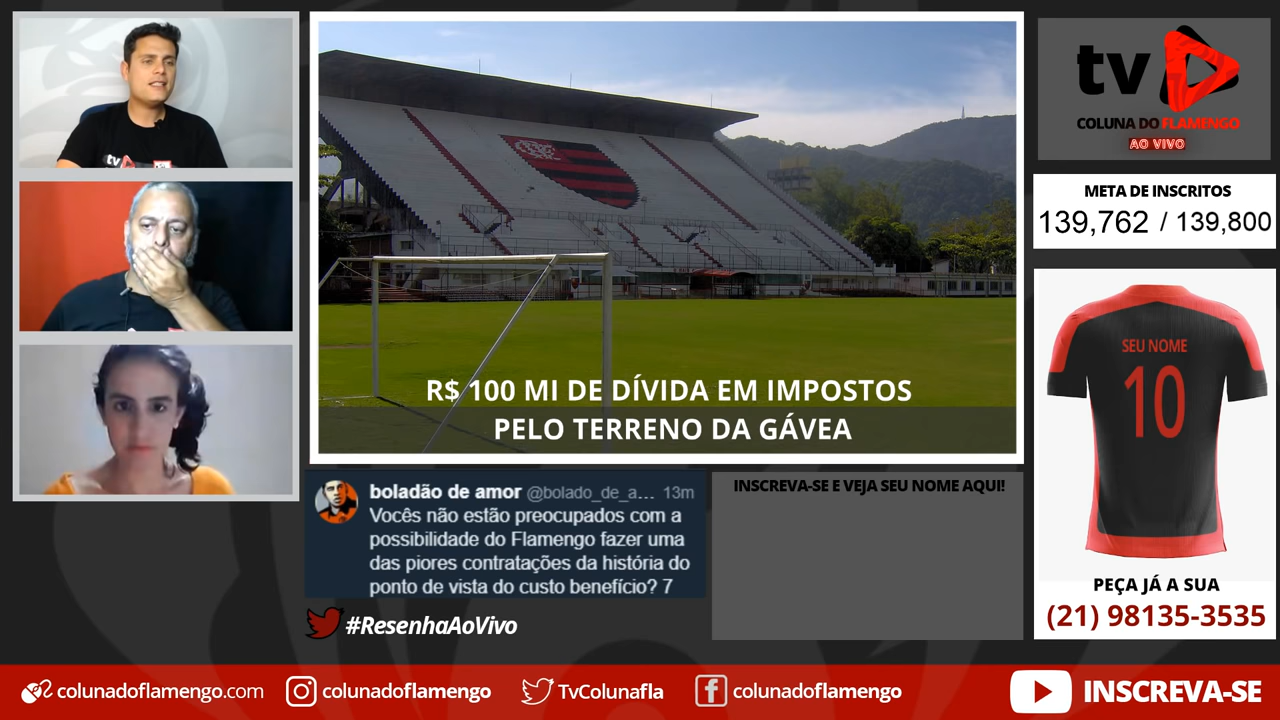 tv
R$ 100 MI DE DÍVIDA EM IMPOSTOS
PELO TERRENO DA GÁVEA
tv
COLUNA DO FLAMENGO
AO VIVO
META DE INSCRITOS
139,762 / 139,800
SEU NOME
10
PEÇA JÁ A SUA
(21) 98135-3535
boladão de amor @bolado_de_a... 13m
Vocês não estão preocupados com a
possibilidade do Flamengo fazer uma
das piores contratações da história do
ponto de vista do custo benefício? 7
#ResenhaAoVivo
INSCREVA-SE E VEJA SEU NOME AQUI!
colunadoflamengo.com
colunadoflamengo
TvColunafla
colunadoflamengo
INSCREVA-SE